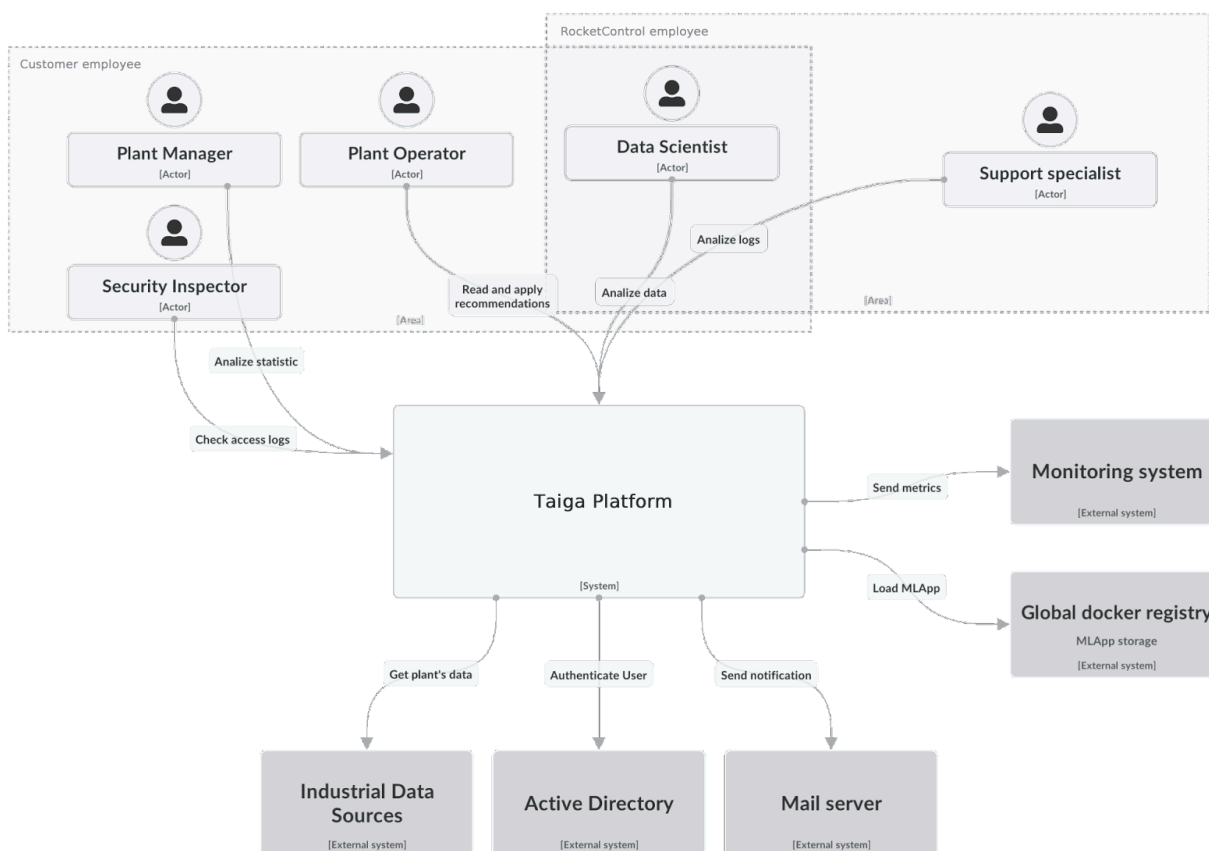 RocketControl employee
Customer employee
Plant Manager
[Actor]
Plant Operator
[Actor]
Data Scientist
[Actor]
Support specialist
[Actor]
Security Inspector
[Actor]
Analize logs
Read and apply
recommendations
Analize data
[Area]
[Area]
Analize statistic
Check access logs
Taiga Platform
[System]
Send metrics
Monitoring system
[External system]
Load MLApp
Global docker registry
MLApp storage
[External system]
Get plant's data
Authenticate User
Send notification
Industrial Data
Sources
[External system]
Active Directory
[External system]
Mail server
[External system]